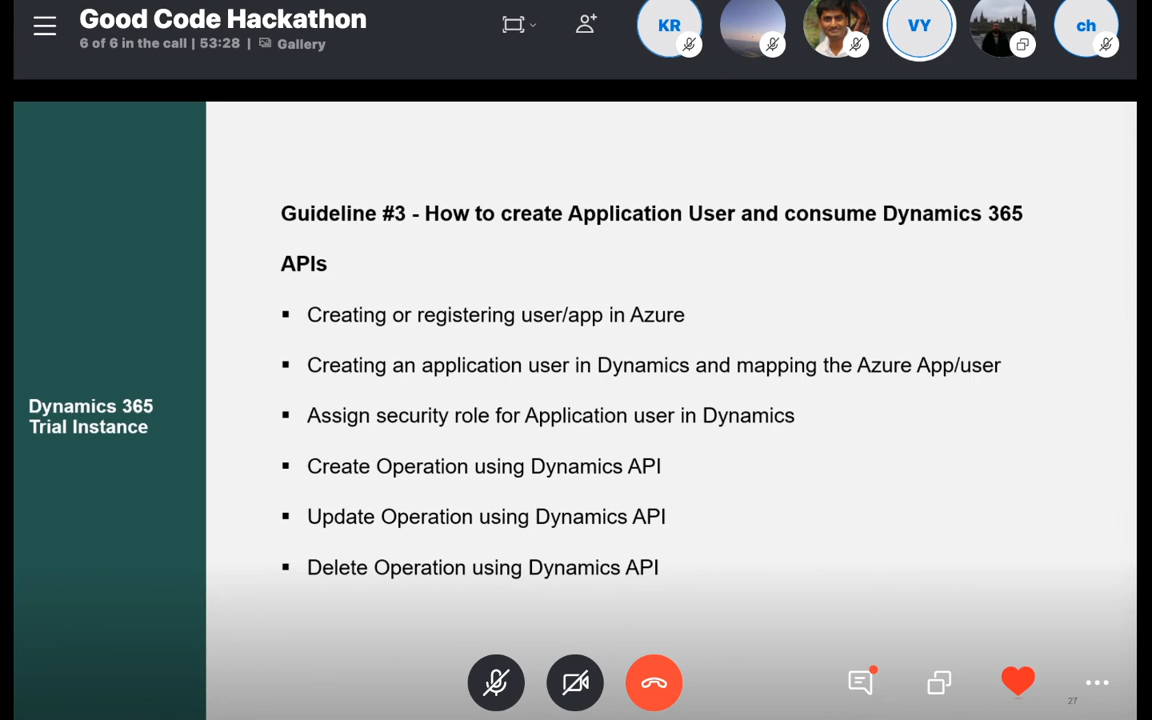 Good Code Hackathon
6 of 6 in the call | 53:28 | Gallery
KR
VY
ch
Guideline #3 - How to create Application User and consume Dynamics 365
APIs
▪ Creating or registering user/app in Azure
▪ Creating an application user in Dynamics and mapping the Azure App/user
▪ Assign security role for Application user in Dynamics
▪ Create Operation using Dynamics API
▪ Update Operation using Dynamics API
▪ Delete Operation using Dynamics API
Dynamics 365
Trial Instance
27